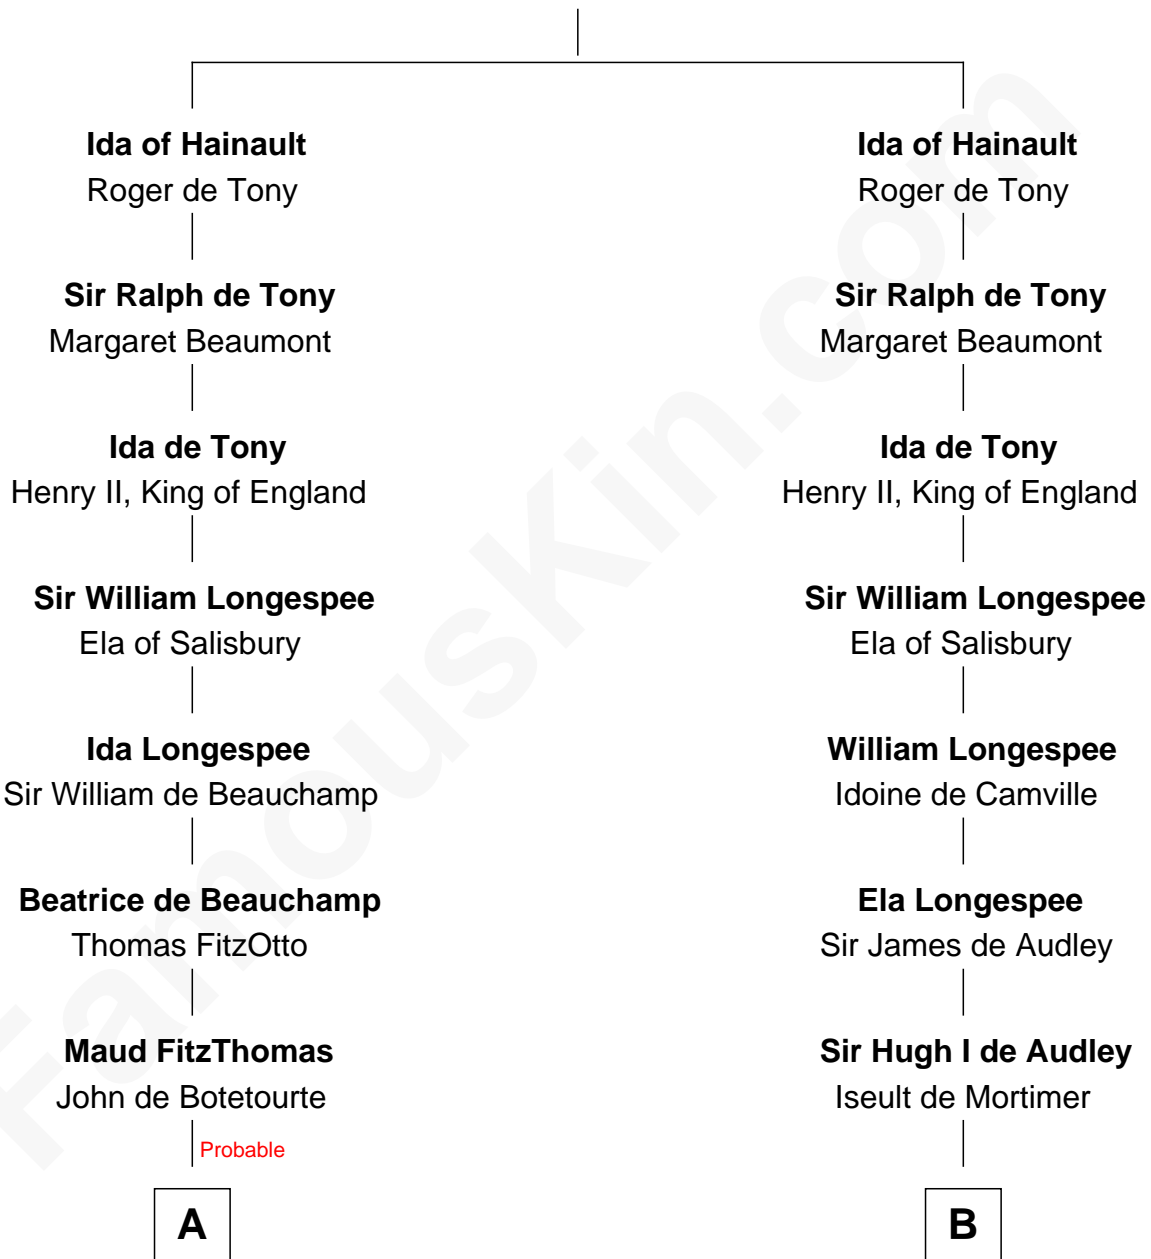 Ida of Hainault
Roger de Tony
Sir Ralph de Tony
Margaret Beaumont
Ida de Tony
Henry II, King of England
Sir William Longespee
Ela of Salisbury
Ida Longespee
Sir William de Beauchamp
Beatrice de Beauchamp
Thomas FitzOtto
Maud FitzThomas
John de Botetourte
Probable
A
Ida of Hainault
Roger de Tony
Sir Ralph de Tony
Margaret Beaumont
Ida de Tony
Henry II, King of England
Sir William Longespee
Ela of Salisbury
William Longespee
Idoine de Camville
Ela Longespee
Sir James de Audley
Sir Hugh I de Audley
Iseult de Mortimer
B
FamousKin.com